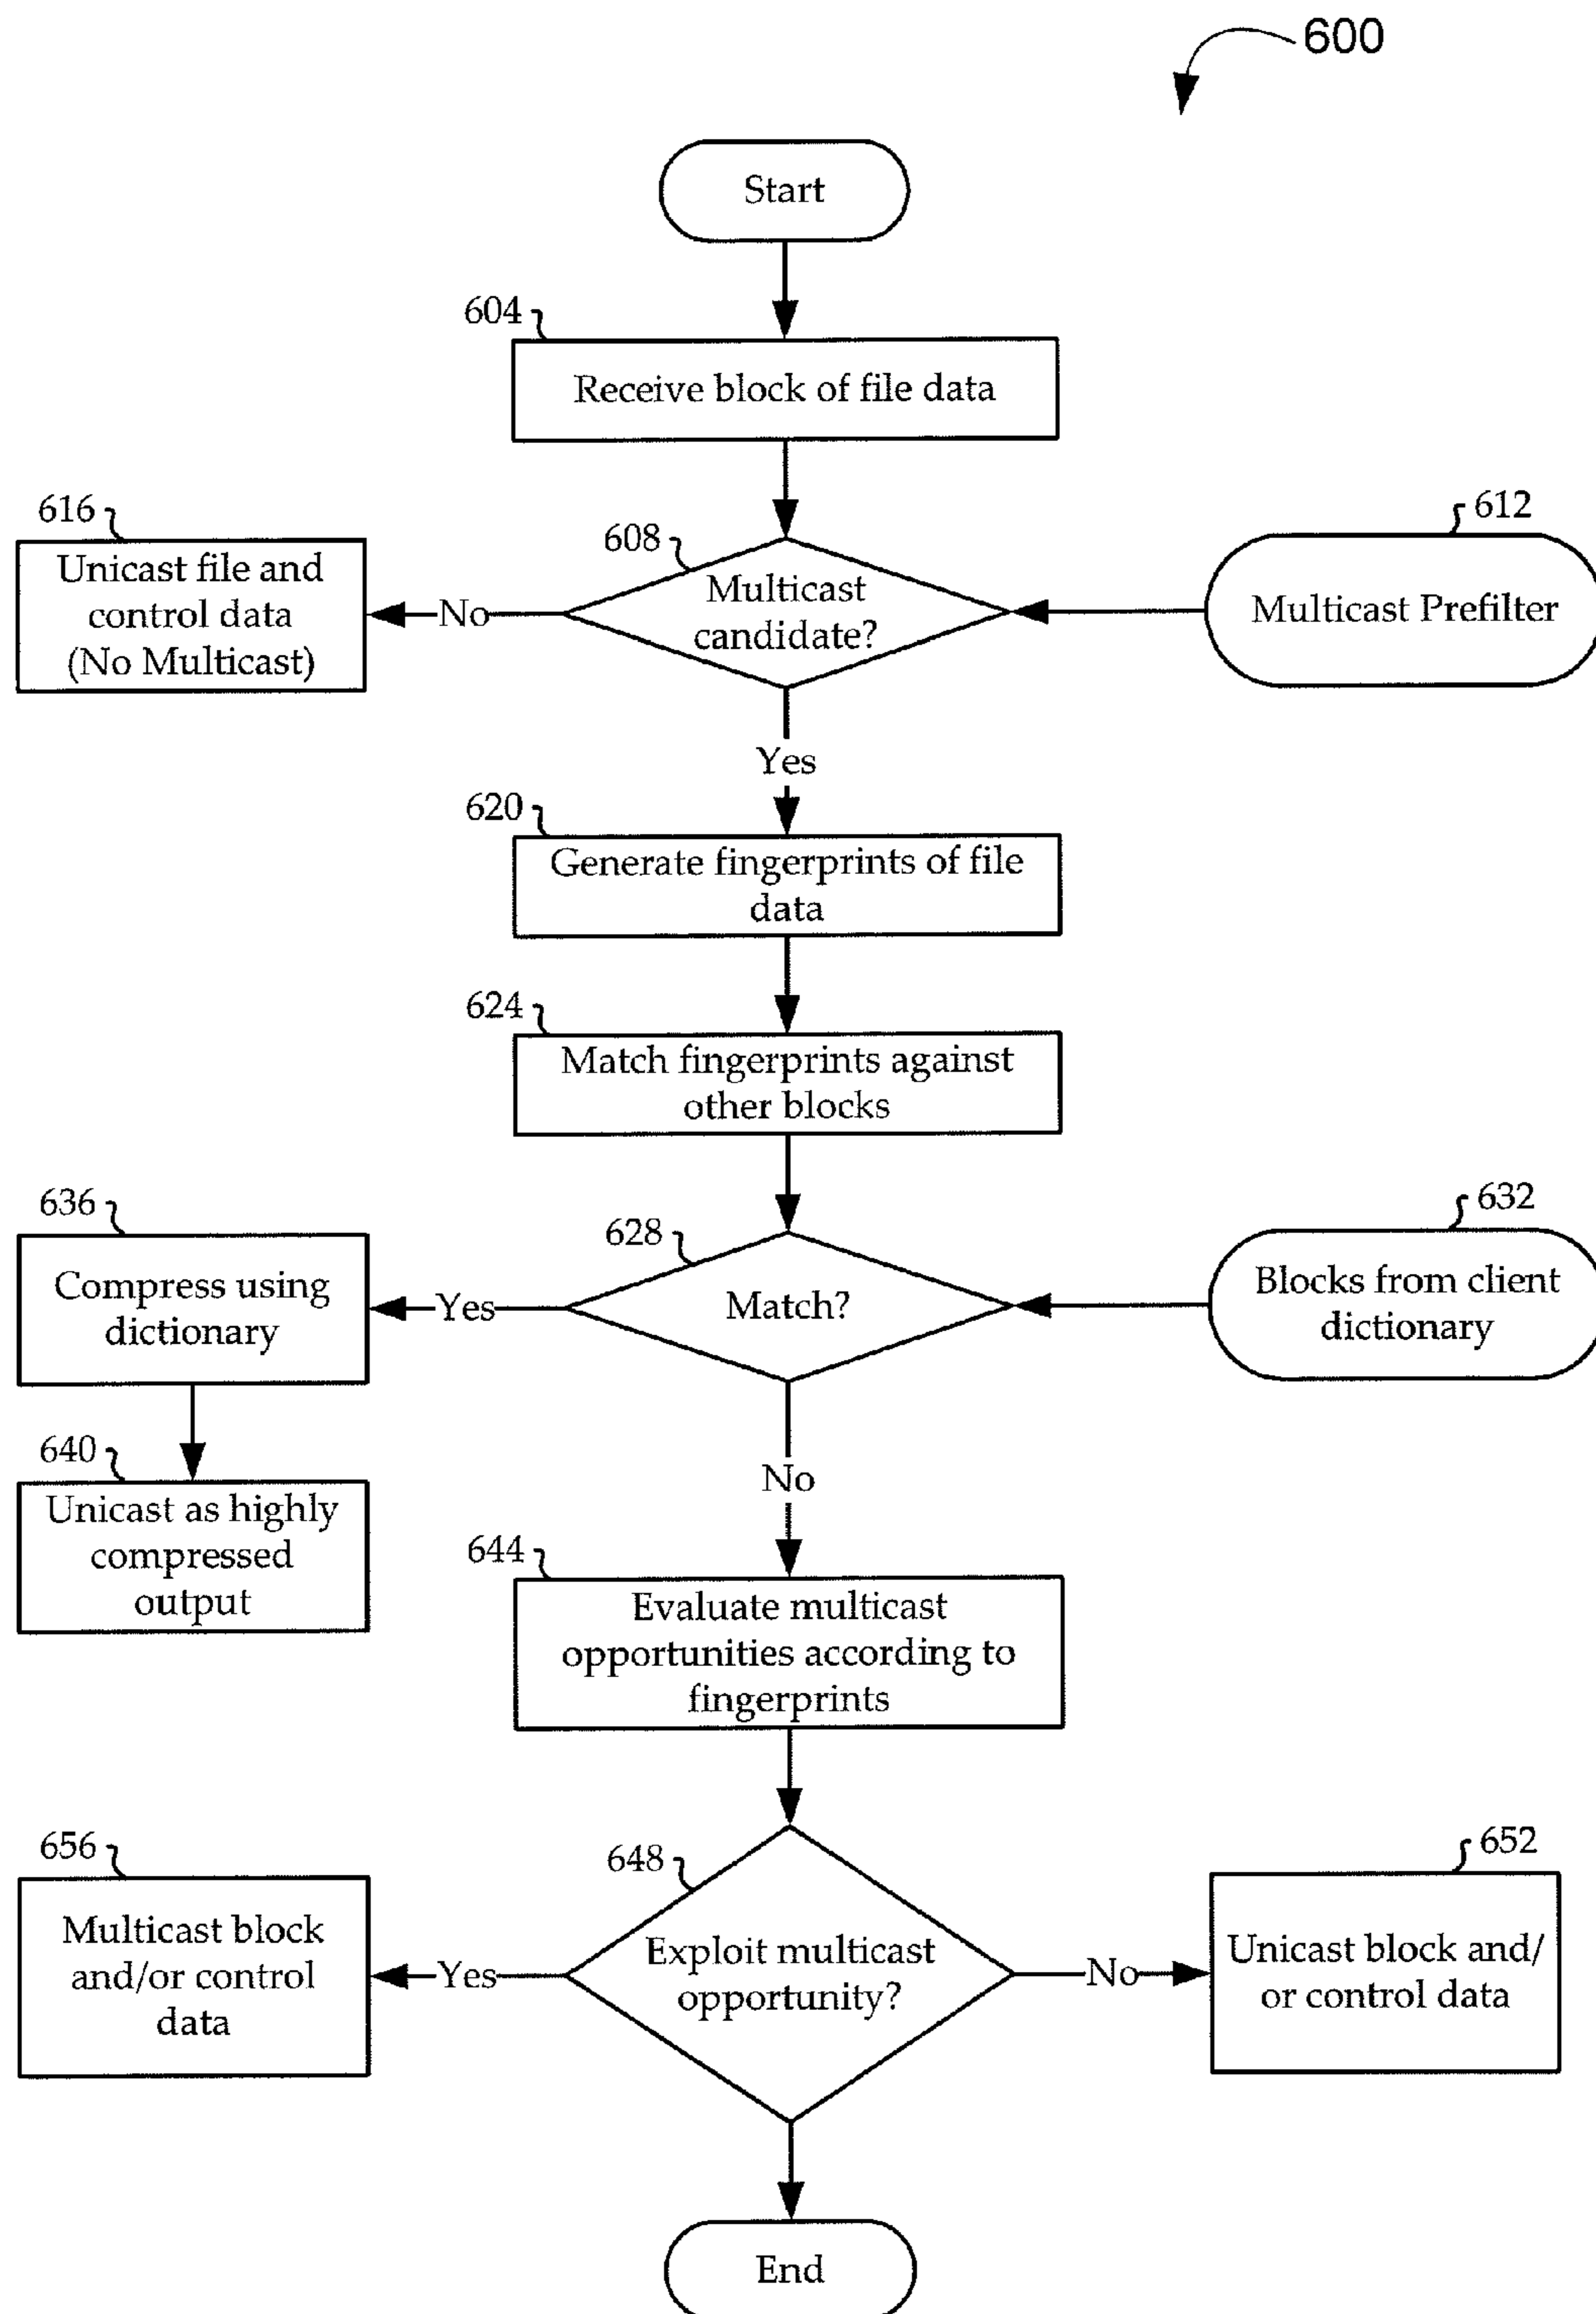 600
Start
604
Receive block of file data
616
Unicast file and
control data
(No Multicast)
No
608
Multicast
candidate?
612
Multicast Prefilter
Yes
620
Generate fingerprints of file
data
624
Match fingerprints against
other blocks
636
Compress using
dictionary
Yes
628
Match?
632
Blocks from client
dictionary
640
Unicast as highly
compressed
output
No
644
Evaluate multicast
opportunities according to
fingerprints
656
Multicast block
and/or control
data
Yes
648
Exploit multicast
opportunity?
No
652
Unicast block and/
or control data
End